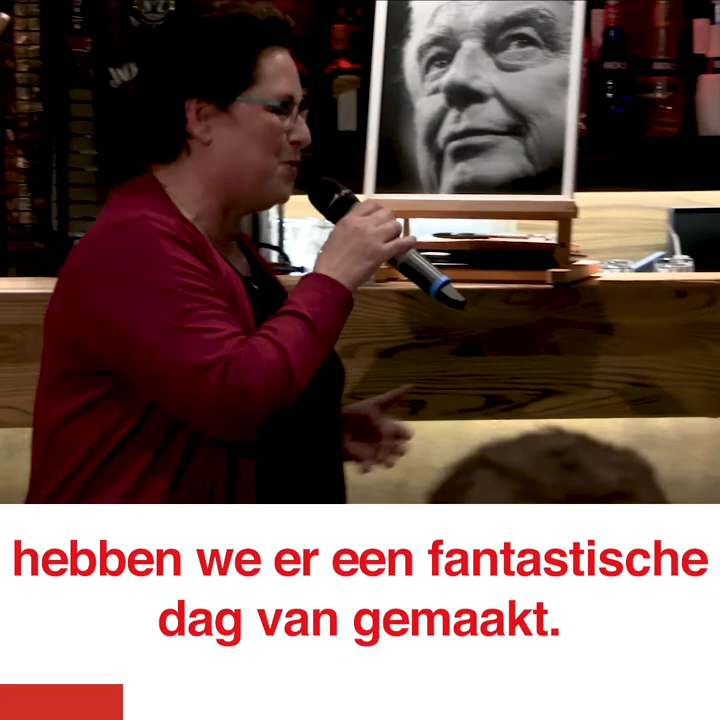 hebben we er een fantastische
dag van gemaakt.